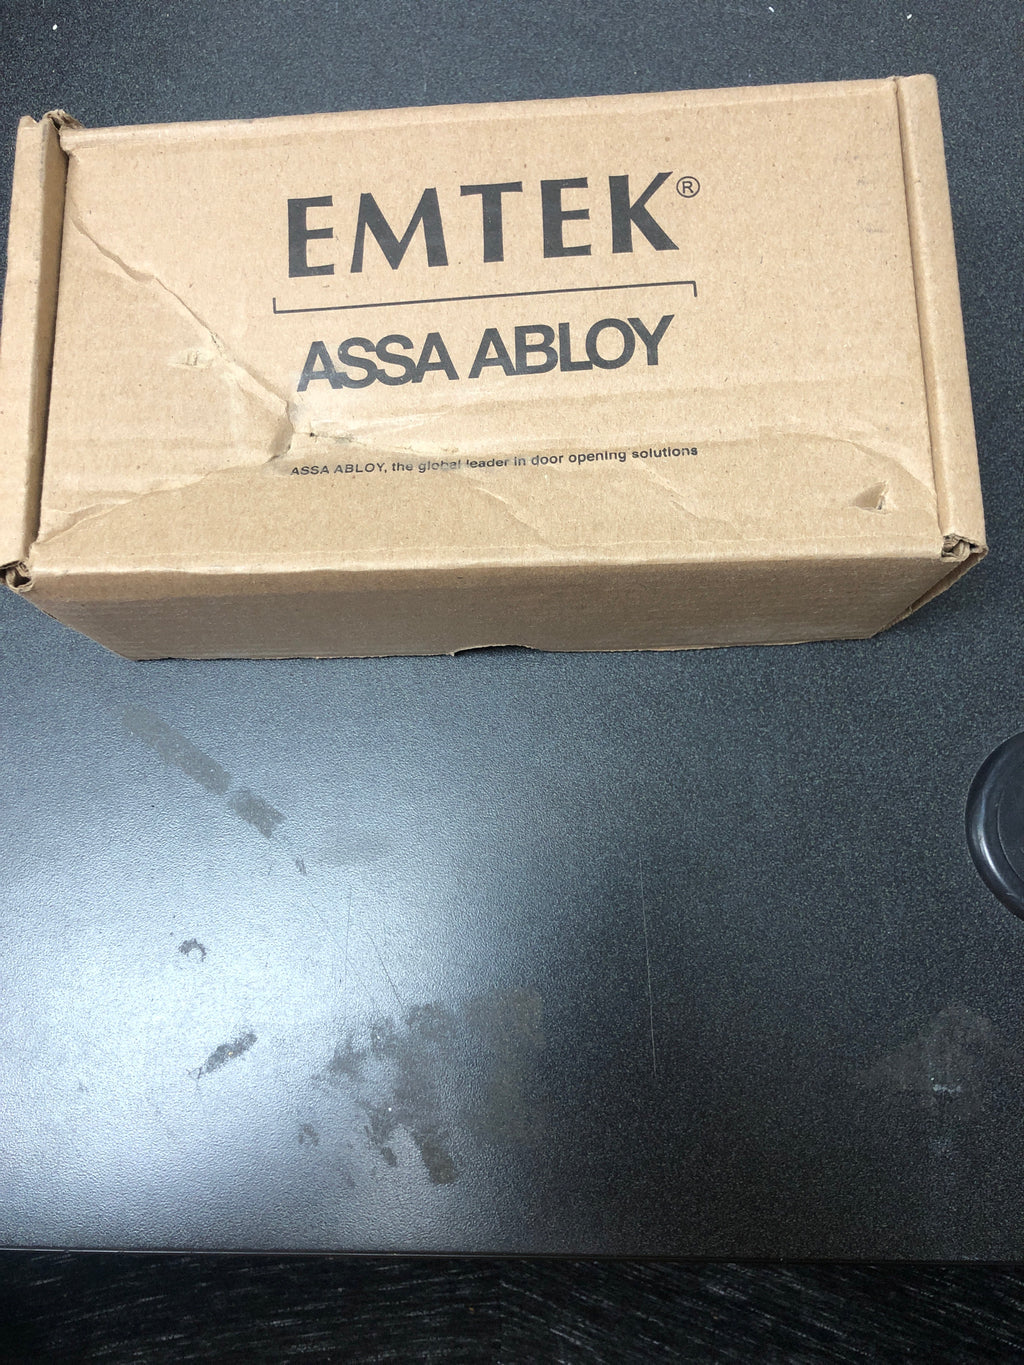 EMTEK®
ASSA ABLOY
ASSA ABLOY, the global leader in door opening solutions